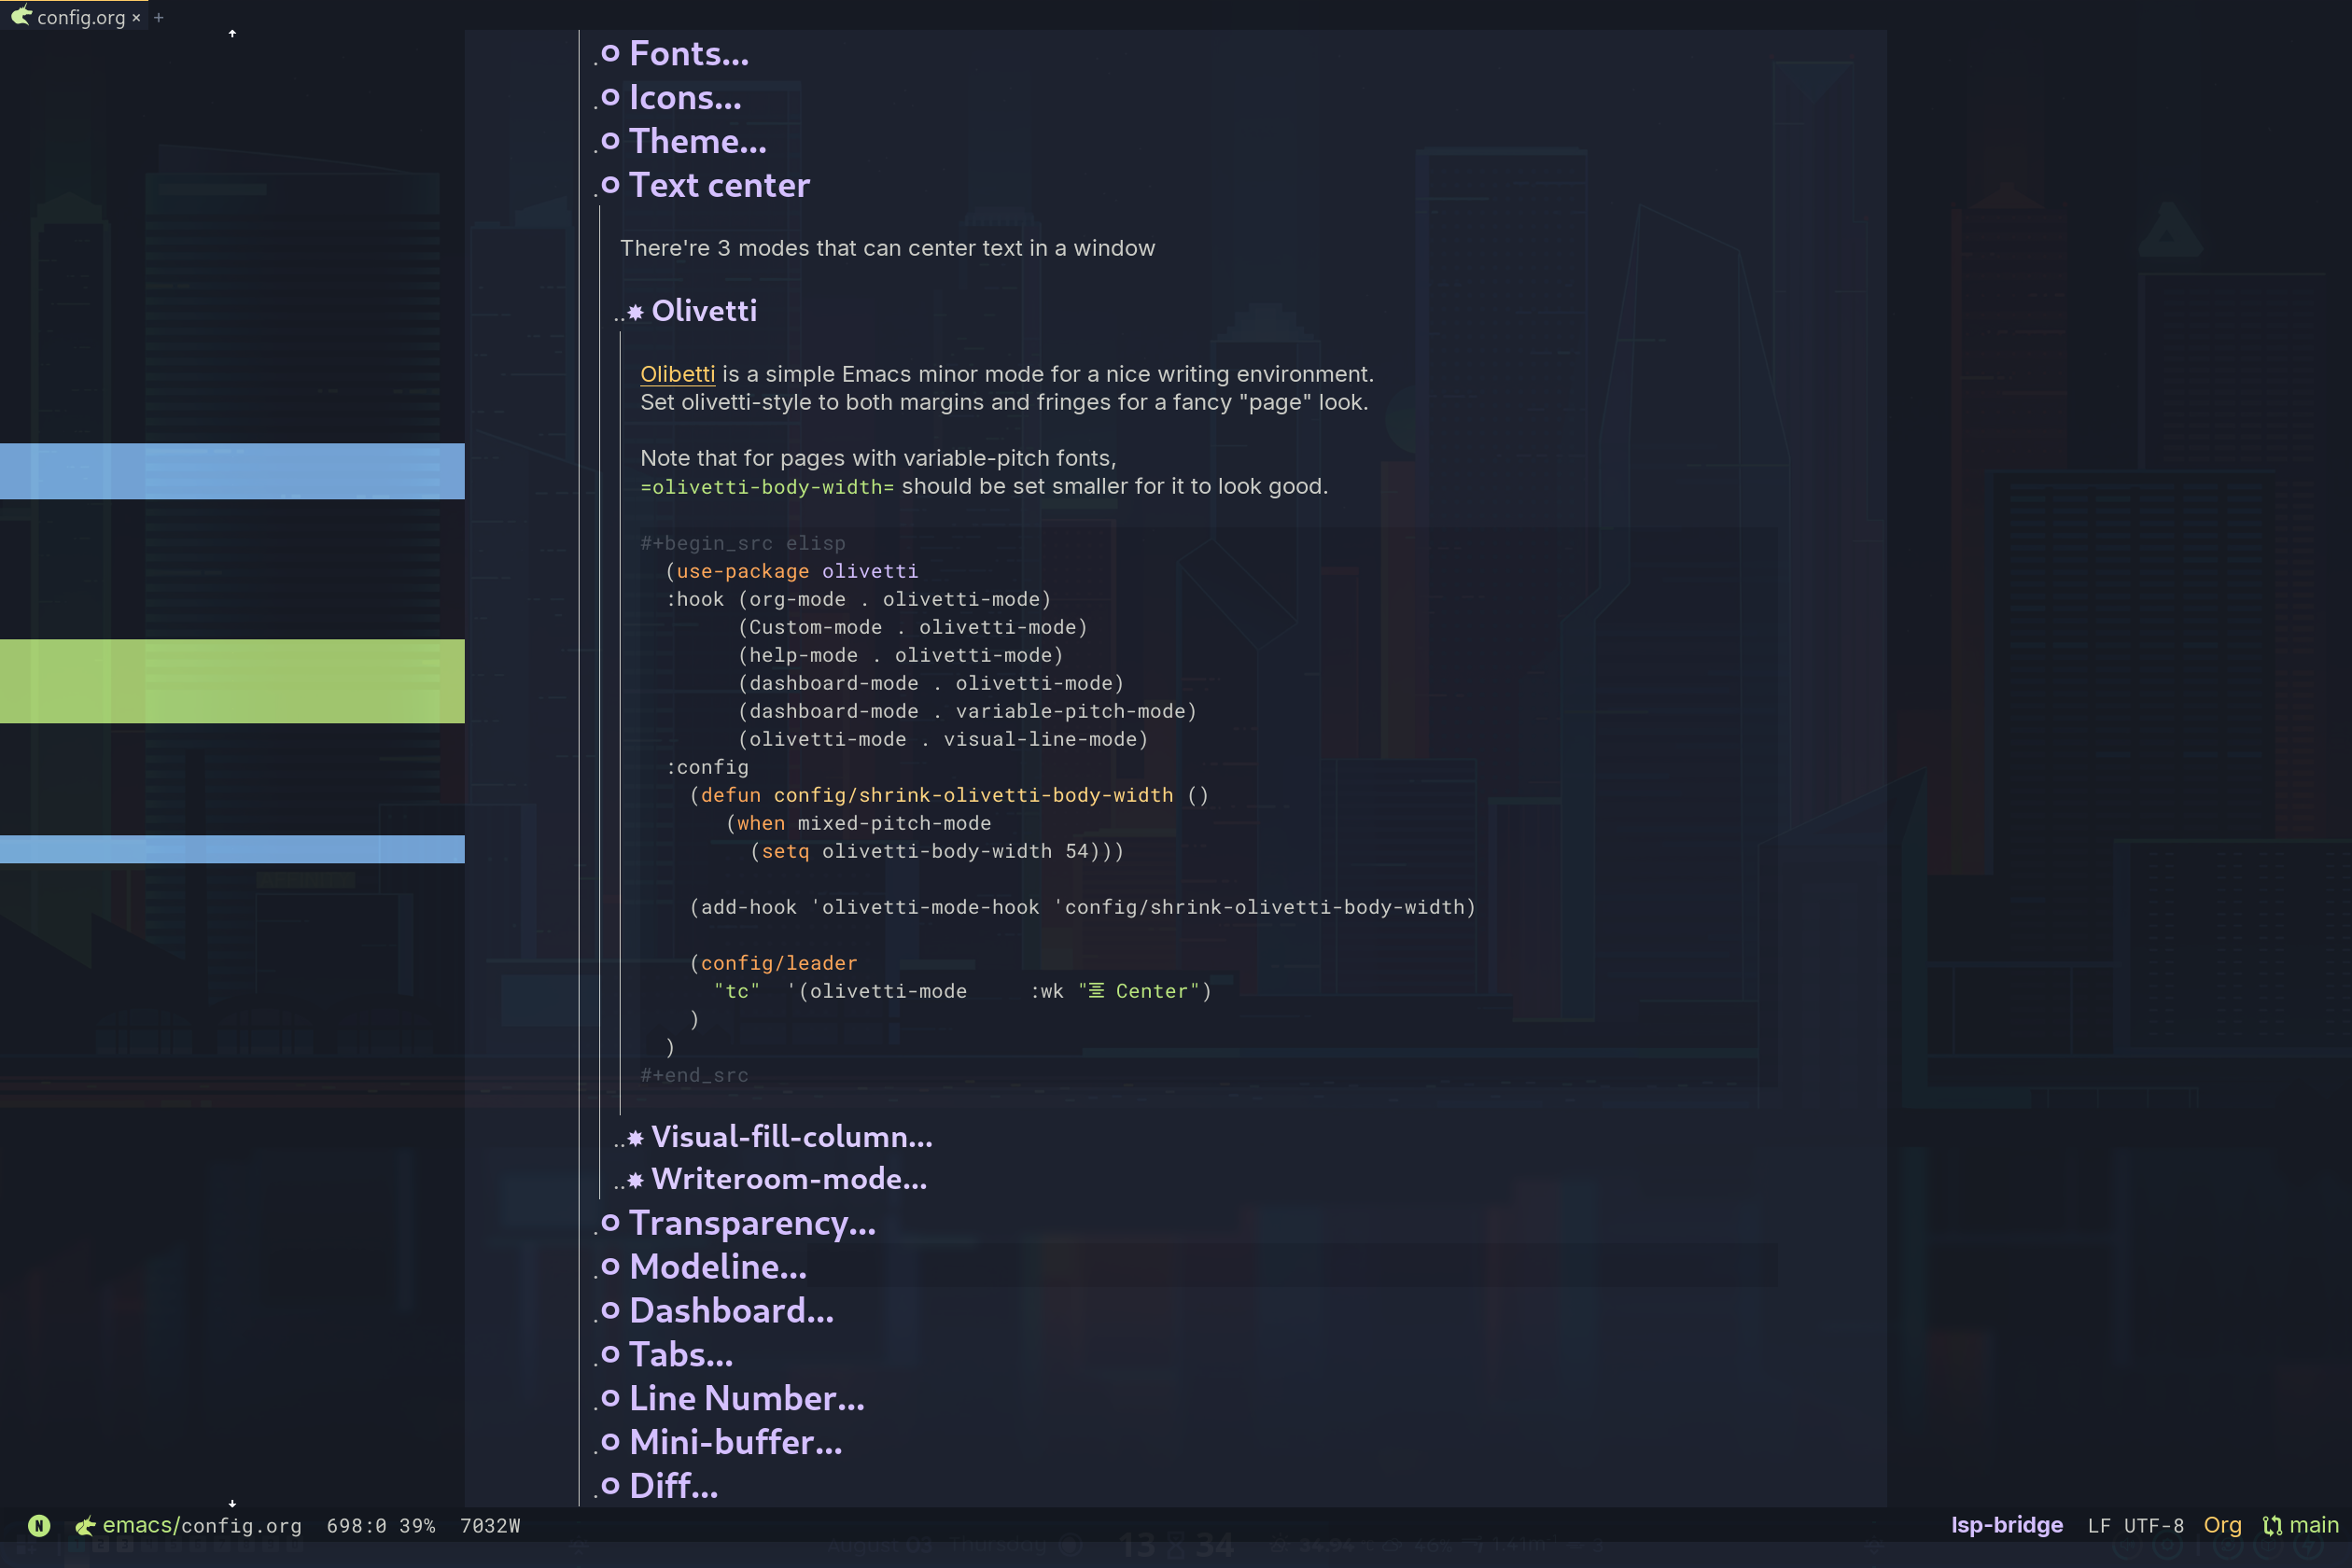 config.org × +
Fonts...
Icons...
Theme...
Text center
There're 3 modes that can center text in a window
..✸ Olivetti
Olibetti is a simple Emacs minor mode for a nice writing environment.
Set olivetti-style to both margins and fringes for a fancy "page" look.
Note that for pages with variable-pitch fonts,
=olivetti-body-width= should be set smaller for it to look good.
#+begin_src elisp
(use-package olivetti
:hook (org-mode . olivetti-mode)
(Custom-mode . olivetti-mode)
(help-mode . olivetti-mode)
(dashboard-mode . olivetti-mode)
(dashboard-mode . variable-pitch-mode)
(olivetti-mode . visual-line-mode)
:config
(defun config/shrink-olivetti-body-width ()
(when mixed-pitch-mode
(setq olivetti-body-width 54)))
(add-hook 'olivetti-mode-hook 'config/shrink-olivetti-body-width)
(config/leader
"tc" '(olivetti-mode :wk " Center")
)
)
#+end_src
..✸ Visual-fill-column...
..✸ Writeroom-mode...
Transparency...
Modeline...
Dashboard...
Tabs...
Line Number...
Mini-buffer...
Diff...
N emacs/config.org 698:0 39% 7032W lsp-bridge LF UTF-8 Org main
August 03 Thursday 13 34